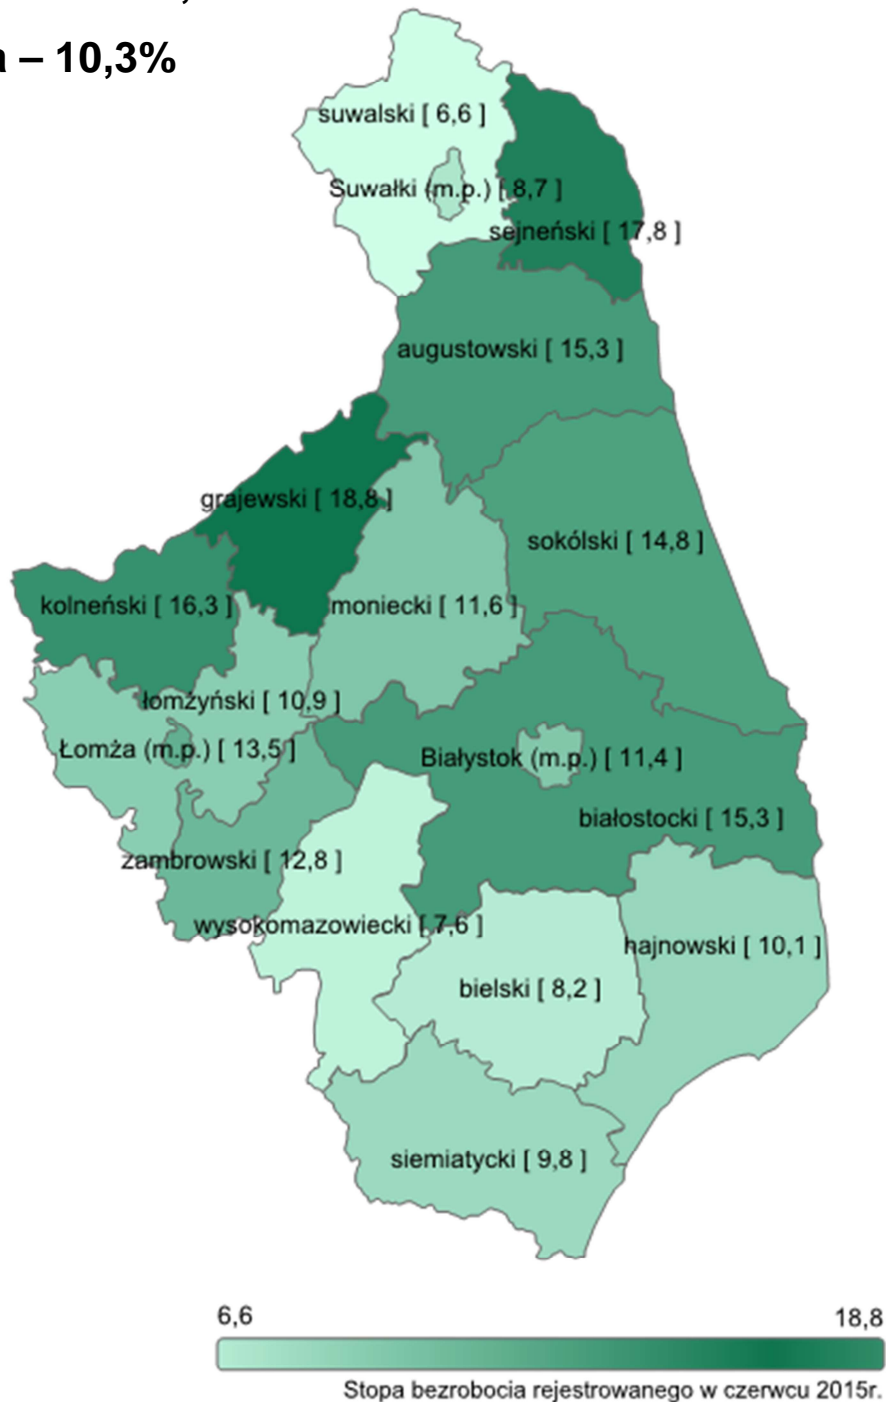 – 10,3%
suwalski [ 6,6 ]
Suwałki (m.p.) [ 8,7 ]
sejneński [ 17,8 ]
augustowski [ 15,3 ]
grajewski [ 18,8 ]
sokólski [ 14,8 ]
kolneński [ 16,3 ]
moniecki [ 11,6 ]
łomżyński [ 10,9 ]
Łomża (m.p.) [ 13,5 ]
Białystok (m.p.) [ 11,4 ]
białostocki [ 15,3 ]
zambrowski [ 12,8 ]
wysokomazowiecki [ 7,6 ]
hajnowski [ 10,1 ]
bielski [ 8,2 ]
siemiatycki [ 9,8 ]
6,6 18,8
Stopa bezrobocia rejestrowanego w czerwcu 2015r.